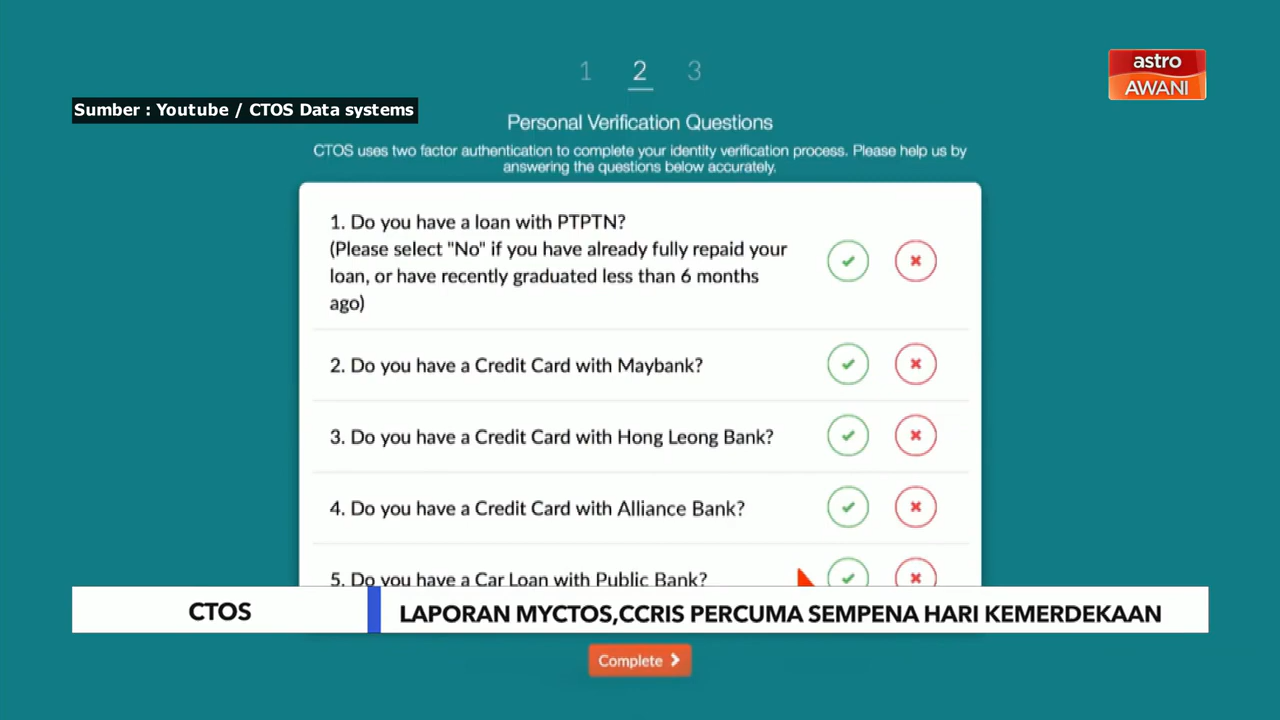 1 2 3
astro
AWANI
Sumber : Youtube / CTOS Data systems
Personal Verification Questions
CTOS uses two factor authentication to complete your identity verification process. Please help us by
answering the questions below accurately.
1. Do you have a loan with PTPTN?
(Please select "No" if you have already fully repaid your
loan, or have recently graduated less than 6 months
ago)
2. Do you have a Credit Card with Maybank?
3. Do you have a Credit Card with Hong Leong Bank?
4. Do you have a Credit Card with Alliance Bank?
5. Do you have a Car Loan with Public Bank?
CTOS
LAPORAN MYCTOS,CCRIS PERCUMA SEMPENA HARI KEMERDEKAAN
Complete